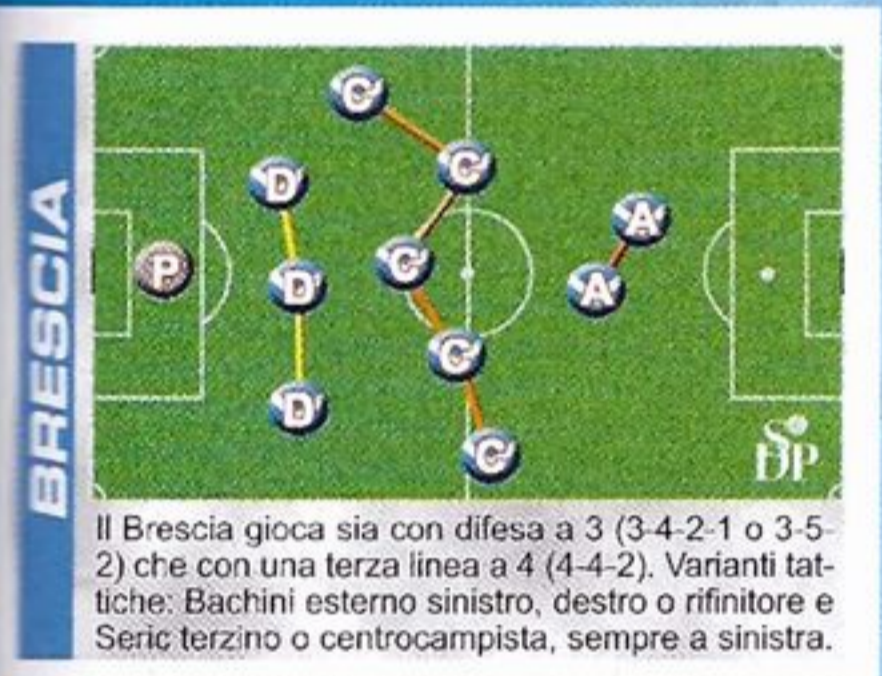 BRESCIA
C
C
D
A
P
C
D
A
C
D
C
SDP
Il Brescia gioca sia con difesa a 3 (3-4-2-1 o 3-5-
2) che con una terza linea a 4 (4-4-2). Varianti tat-
tiche: Bachini esterno sinistro, destro o rifinitore e
Seric terzino o centrocampista, sempre a sinistra.